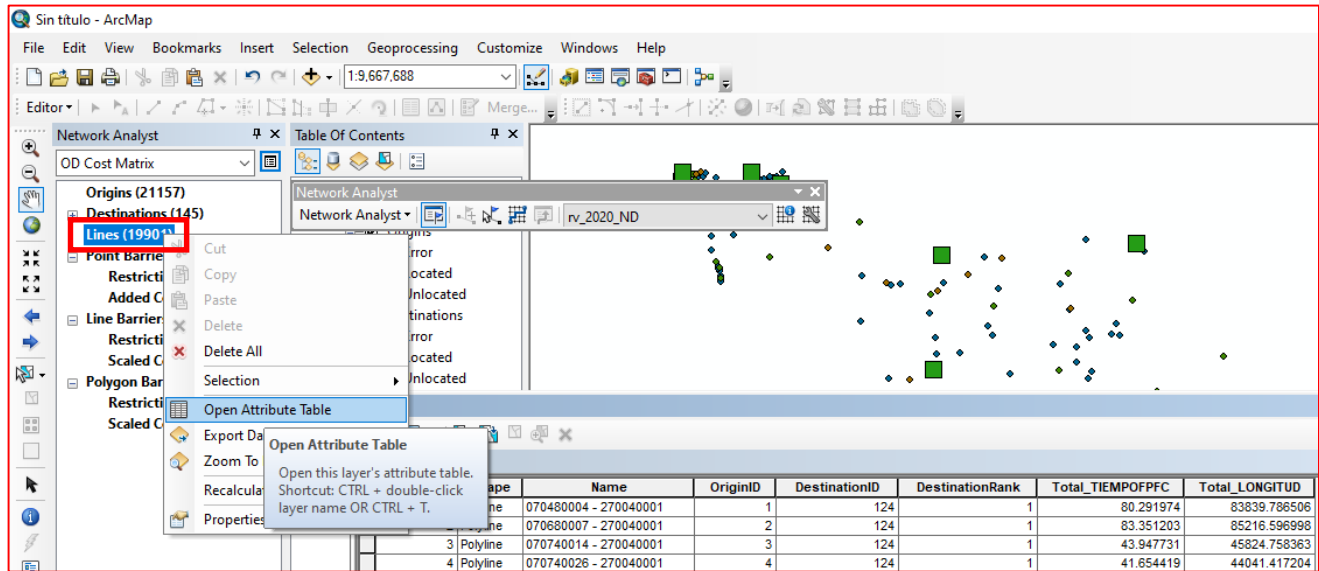 Sin título - ArcMap
File Edit View Bookmarks Insert Selection Geoprocessing Customize Windows Help
1:9,667,688
Editor Merge...
Network Analyst
Table Of Contents
OD Cost Matrix
Origins (21157)
Destinations (145)
Lines (19901)
Point Barrie
Restricti
Added C
Line Barrier
Restricti
Scaled C
Polygon Bar
Restricti
Scaled C
Network Analyst
Network Analyst
rv_2020_ND
Origins
rror
ocated
Unlocated
tinations
rror
ocated
Unlocated
Cut
Copy
Paste
Delete
Delete All
Selection
Open Attribute Table
Export Da
Zoom To
Recalcula
Properties
Open Attribute Table
Open this layer's attribute table.
Shortcut: CTRL + double-click
layer name OR CTRL + T.
ape Name OriginID DestinationID DestinationRank Total_TIEMPOFPFC Total_LONGITUD
ne 070480004 - 270040001 1 124 1 80.291974 83839.786506
2 Polyline 070680007 - 270040001 2 124 1 83.351203 85216.596998
3 Polyline 070740014 - 270040001 3 124 1 43.947731 45824.758363
4 Polyline 070740026 - 270040001 4 124 1 41.654419 44041.417204